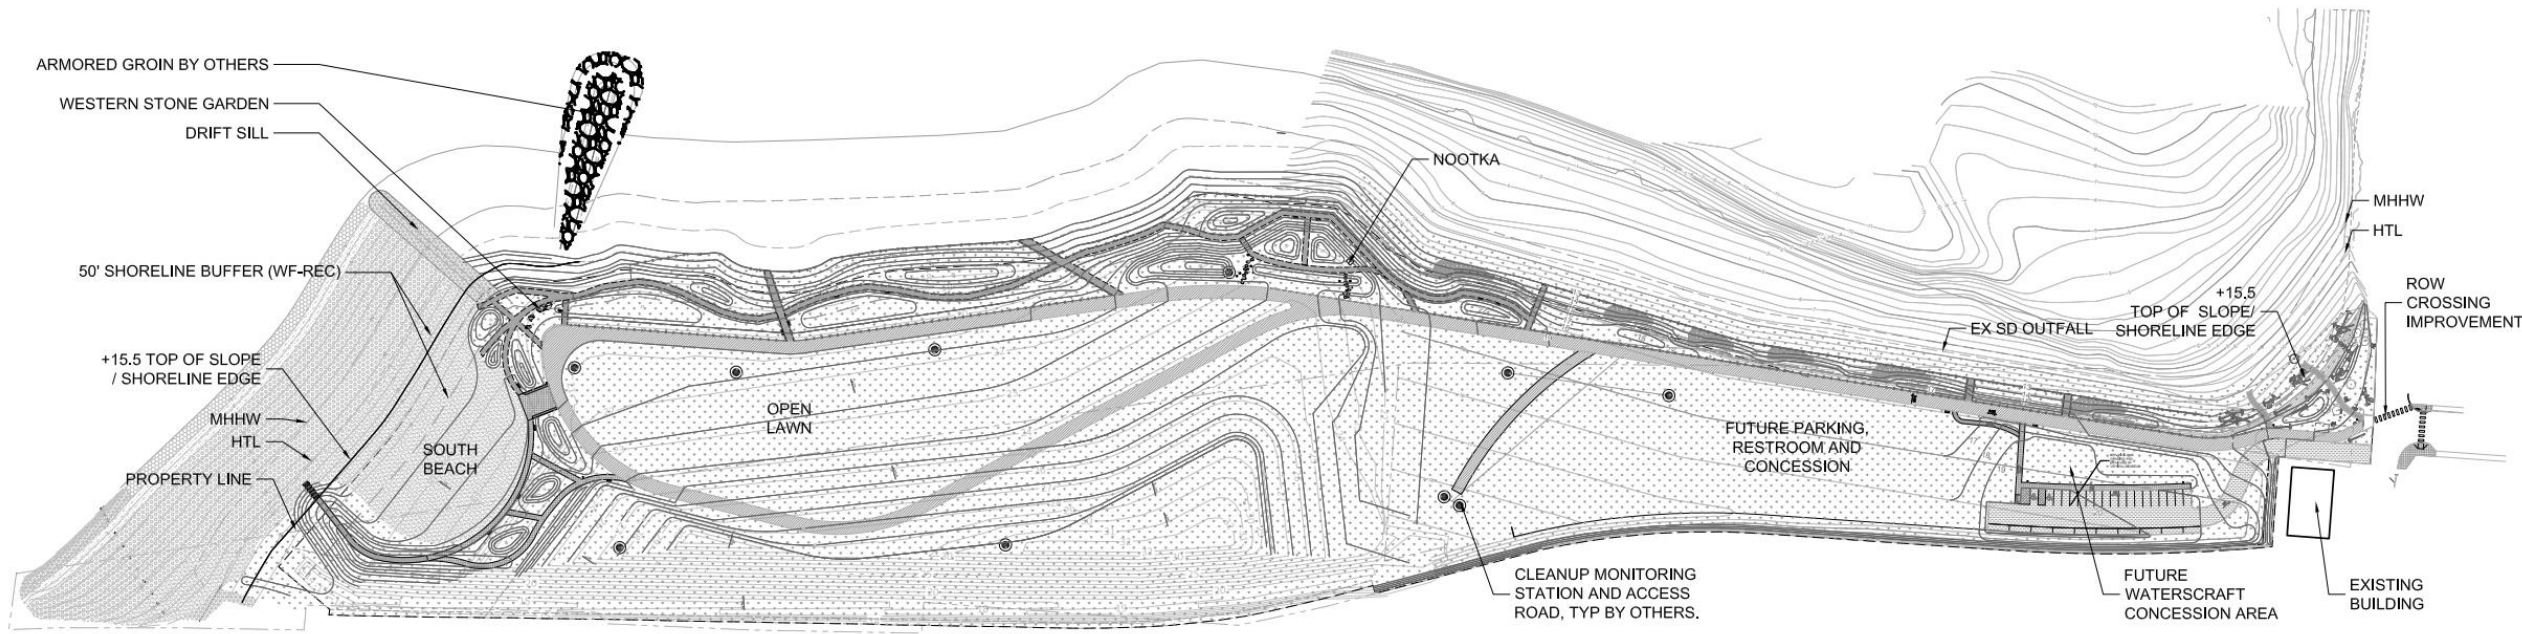 ARMORED GROIN BY OTHERS
WESTERN STONE GARDEN
DRIFT SILL
50' SHORELINE BUFFER (WF-REC)
+15.5 TOP OF SLOPE
/ SHORELINE EDGE
MHHW
HTL
PROPERTY LINE
SOUTH
BEACH
OPEN
LAWN
NOOTKA
FUTURE PARKING,
RESTROOM AND
CONCESSION
EX SD OUTFALL
+15.5
TOP OF SLOPE/
SHORELINE EDGE
MHHW
HTL
ROW
CROSSING
IMPROVEMENT
CLEANUP MONITORING
STATION AND ACCESS
ROAD, TYP BY OTHERS.
FUTURE
WATERSCRAFT
CONCESSION AREA
EXISTING
BUILDING